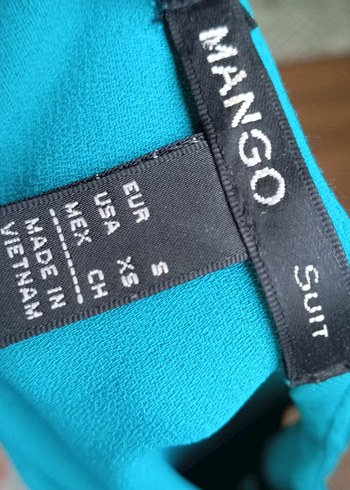 MANGO
SUIT
EUR S
USA XS
MEX CH
MADE IN
VIETNAM